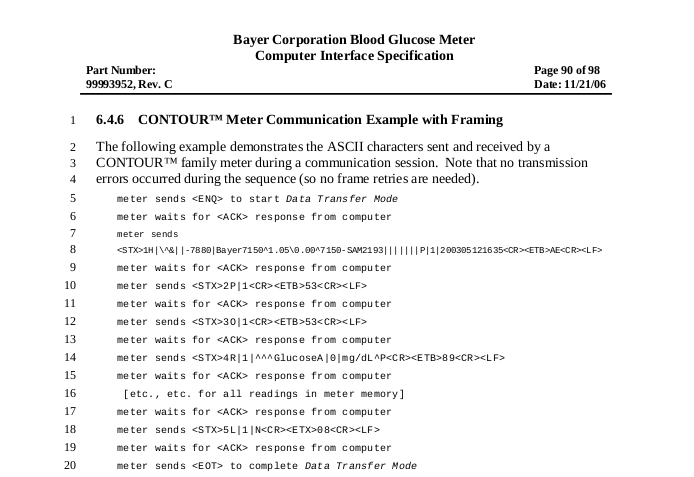 Bayer Corporation Blood Glucose Meter
Computer Interface Specification
Part Number: Page 90 of 98
99993952, Rev. C Date: 11/21/06
1 6.4.6 CONTOUR™ Meter Communication Example with Framing
2 The following example demonstrates the ASCII characters sent and received by a
3 CONTOUR™ family meter during a communication session. Note that no transmission
4 errors occurred during the sequence (so no frame retries are needed).
5 meter sends <ENQ> to start Data Transfer Mode
6 meter waits for <ACK> response from computer
7 meter sends
8 <STX>1H|\^&||-7880|Bayer7150^1.05\0.00^7150-SAM2193|||||||P|1|200305121635<CR><ETB>AE<CR><LF>
9 meter waits for <ACK> response from computer
10 meter sends <STX>2P|1<CR><ETB>53<CR><LF>
11 meter waits for <ACK> response from computer
12 meter sends <STX>3O|1<CR><ETB>53<CR><LF>
13 meter waits for <ACK> response from computer
14 meter sends <STX>4R|1|^^^GlucoseA|0|mg/dL^P<CR><ETB>89<CR><LF>
15 meter waits for <ACK> response from computer
16 [etc., etc. for all readings in meter memory]
17 meter waits for <ACK> response from computer
18 meter sends <STX>5L|1|N<CR><ETX>08<CR><LF>
19 meter waits for <ACK> response from computer
20 meter sends <EOT> to complete Data Transfer Mode